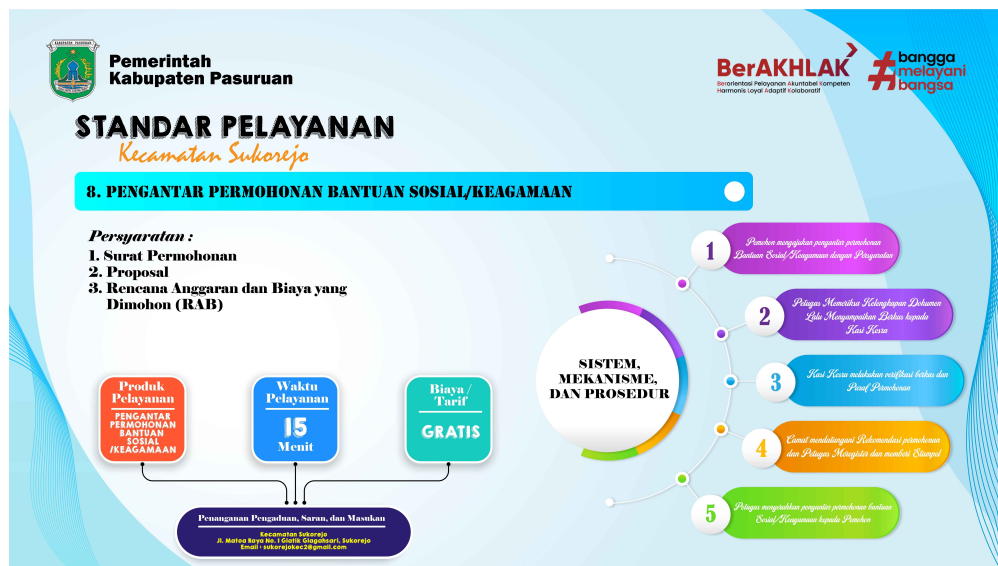 KABUPATEN PASURUAN
Pemerintah
Kabupaten Pasuruan
BerAKHLAK
Berorientasi Pelayanan Akuntabel Kompeten
Harmonis Loyal Adaptif Kolaboratif
#bangga
melayani
bangsa
STANDAR PELAYANAN
Kecamatan Sukorejo
8. PENGANTAR PERMOHONAN BANTUAN SOSIAL/KEAGAMAAN
Persyaratan :
1. Surat Permohonan
2. Proposal
3. Rencana Anggaran dan Biaya yang
Dimohon (RAB)
Produk
Pelayanan
PENGANTAR
PERMOHONAN
BANTUAN
SOSIAL
/KEAGAMAAN
Waktu
Pelayanan
15
Menit
Biaya /
Tarif
GRATIS
Penanganan Pengaduan, Saran, dan Masukan
Kecamatan Sukorejo
Jl. Matoa Raya No. 1 Glatik Glagahsari, Sukorejo
Email : sukorejokec2@gmail.com
SISTEM,
MEKANISME,
DAN PROSEDUR
1
Pemohon mengajukan pengantar permohonan
Bantuan Sosial/Keagamaan dengan Persyaratan
2
Petugas Memeriksa Kelengkapan Dokumen
Lalu Menyampaikan Berkas kepada
Kasi Kesra
3
Kasi Kesra melakukan verifikasi berkas dan
Paraf Permohonan
4
Camat mendatangani Rekomendasi permohonan
dan Petugas Meregister dan memberi Stampel
5
Petugas menyerahkan pengantar permohonan bantuan
Sosial/Keagamaan kepada Pemohon